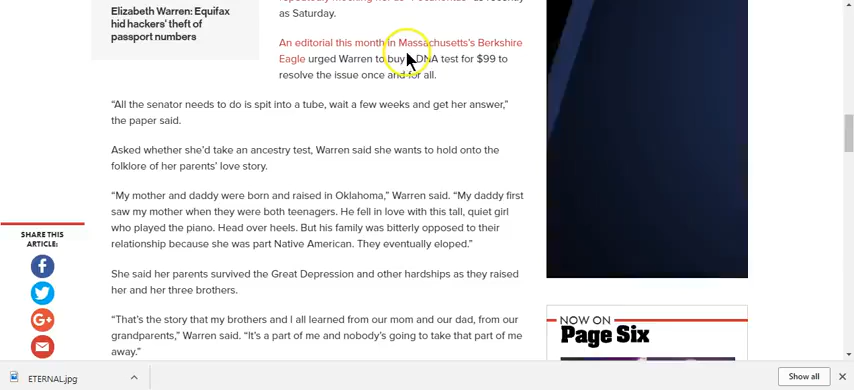 Elizabeth Warren: Equifax
hid hackers' theft of
passport numbers
as Saturday.
An editorial this month in Massachusetts's Berkshire
Eagle urged Warren to buy a DNA test for $99 to
resolve the issue once and for all.
“All the senator needs to do is spit into a tube, wait a few weeks and get her answer,”
the paper said.
Asked whether she’d take an ancestry test, Warren said she wants to hold onto the
folklore of her parents’ love story.
“My mother and daddy were born and raised in Oklahoma,” Warren said. “My daddy first
saw my mother when they were both teenagers. He fell in love with this tall, quiet girl
who played the piano. Head over heels. But his family was bitterly opposed to their
relationship because she was part Native American. They eventually eloped.”
She said her parents survived the Great Depression and other hardships as they raised
her and her three brothers.
“That’s the story that my brothers and I all learned from our mom and our dad, from our
grandparents,” Warren said. “It’s a part of me and nobody’s going to take that part of me
away.”
SHARE THIS
ARTICLE:
NOW ON
Page Six
ETERNAL.jpg
Show all